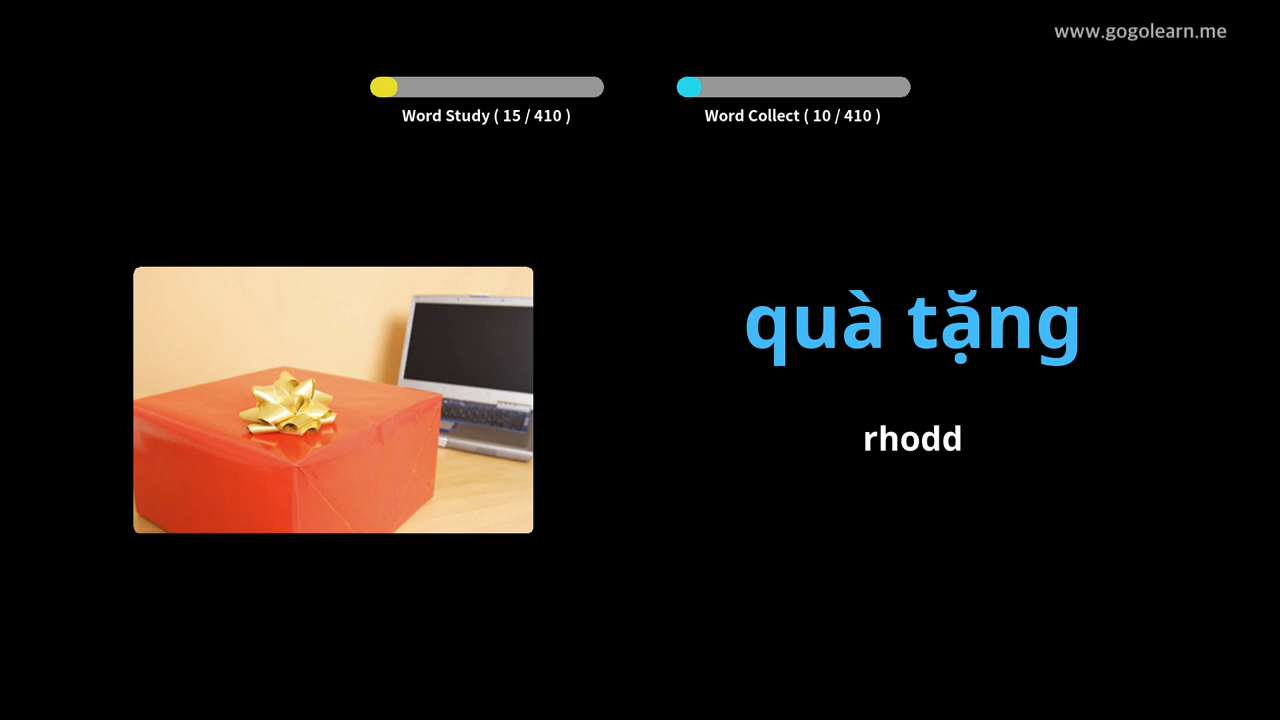 www.gogolearn.me
Word Study ( 15 / 410 )
Word Collect ( 10 / 410 )
quà tặng
rhodd